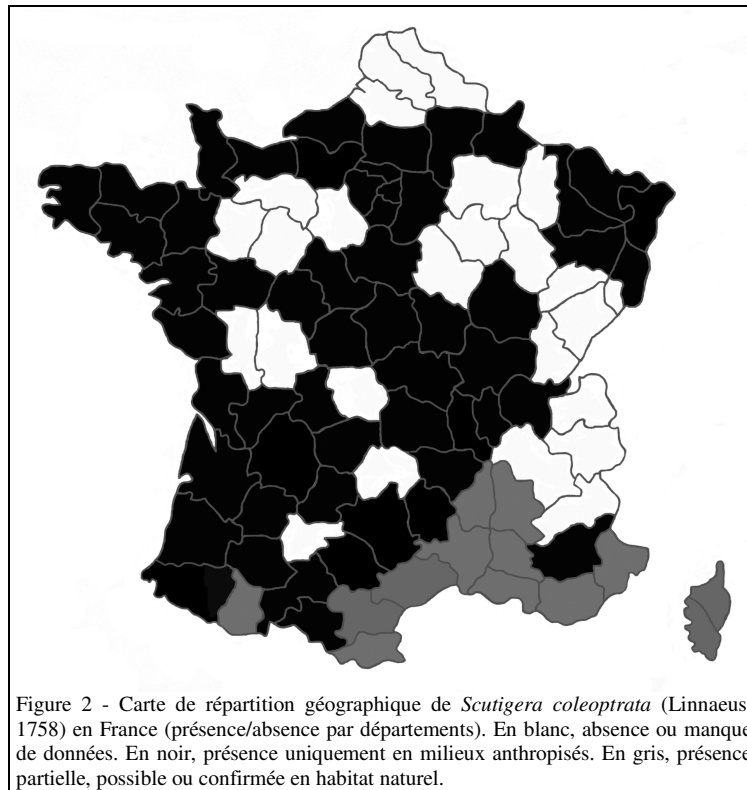 Figure 2 - Carte de répartition géographique de Scutigera coleoptrata (Linnaeus
1758) en France (présence/absence par départements). En blanc, absence ou manque
de données. En noir, présence uniquement en milieux anthropisés. En gris, présence
partielle, possible ou confirmée en habitat naturel.